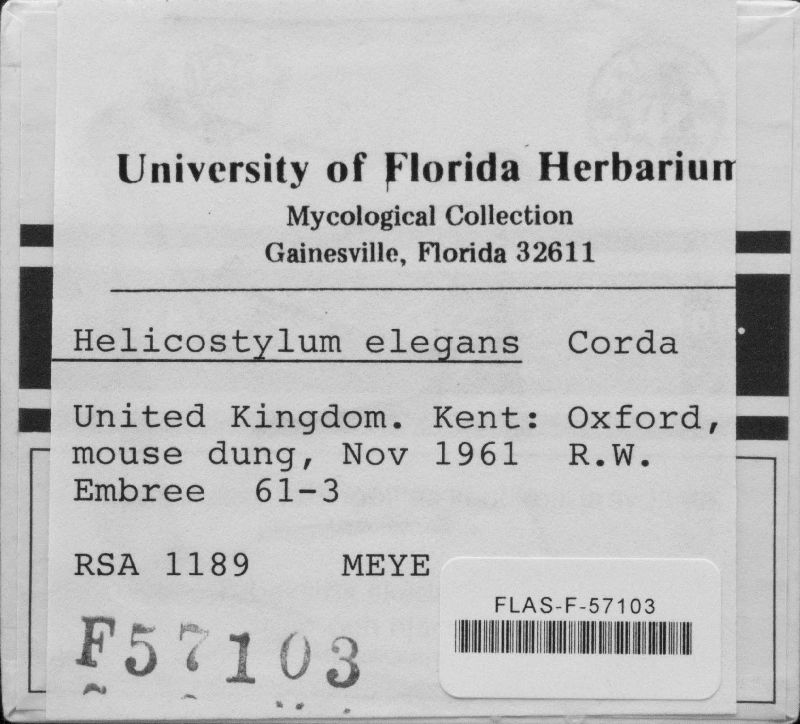 University of Florida Herbarium
Mycological Collection
Gainesville, Florida 32611
Helicostylum elegans Corda
United Kingdom. Kent: Oxford,
mouse dung, Nov 1961 R.W.
Embree 61-3
RSA 1189 MEYE
FLAS-F-57103
F57103